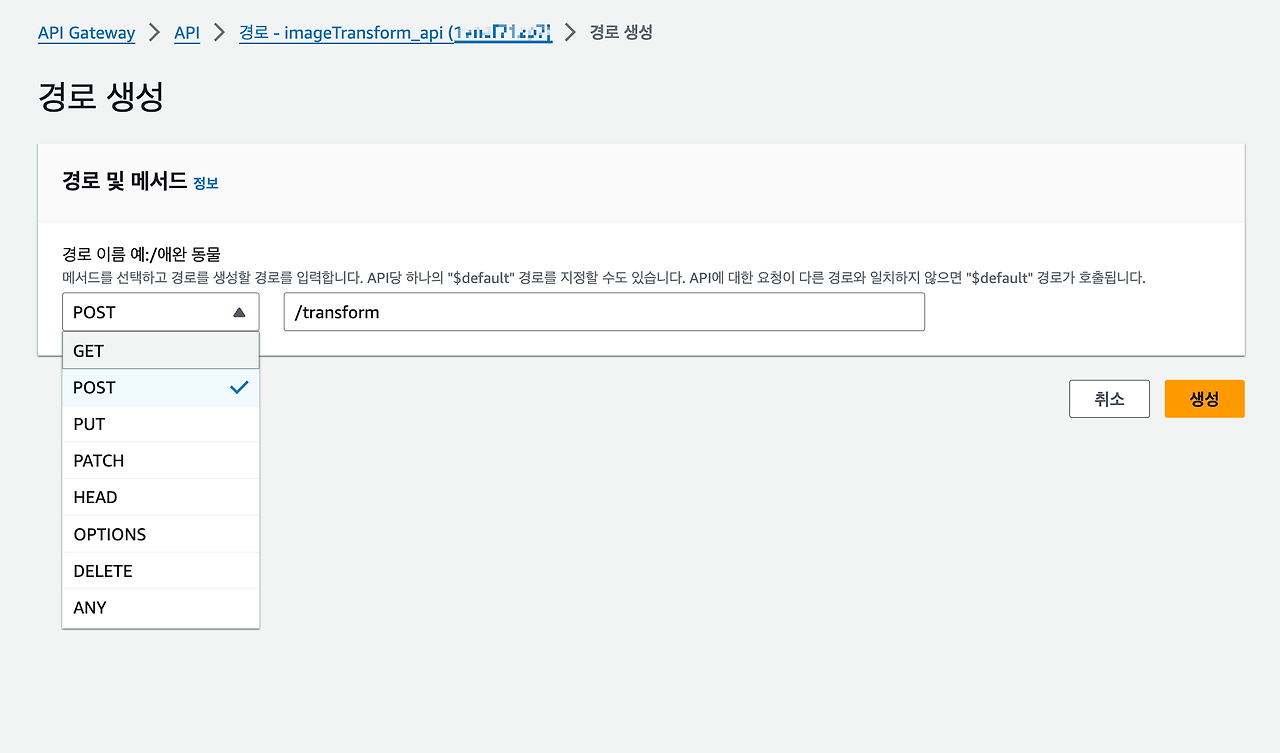 API Gateway > API > 경로 - imageTransform_api ( > 경로 생성
경로 생성
경로 및 메서드 정보
경로 이름 예:/애완 동물
메서드를 선택하고 경로를 생성할 경로를 입력합니다. API당 하나의 "$default" 경로를 지정할 수도 있습니다. API에 대한 요청이 다른 경로와 일치하지 않으면 "$default" 경로가 호출됩니다.
POST /transform
GET
POST
취소 생성
PUT
PATCH
HEAD
OPTIONS
DELETE
ANY